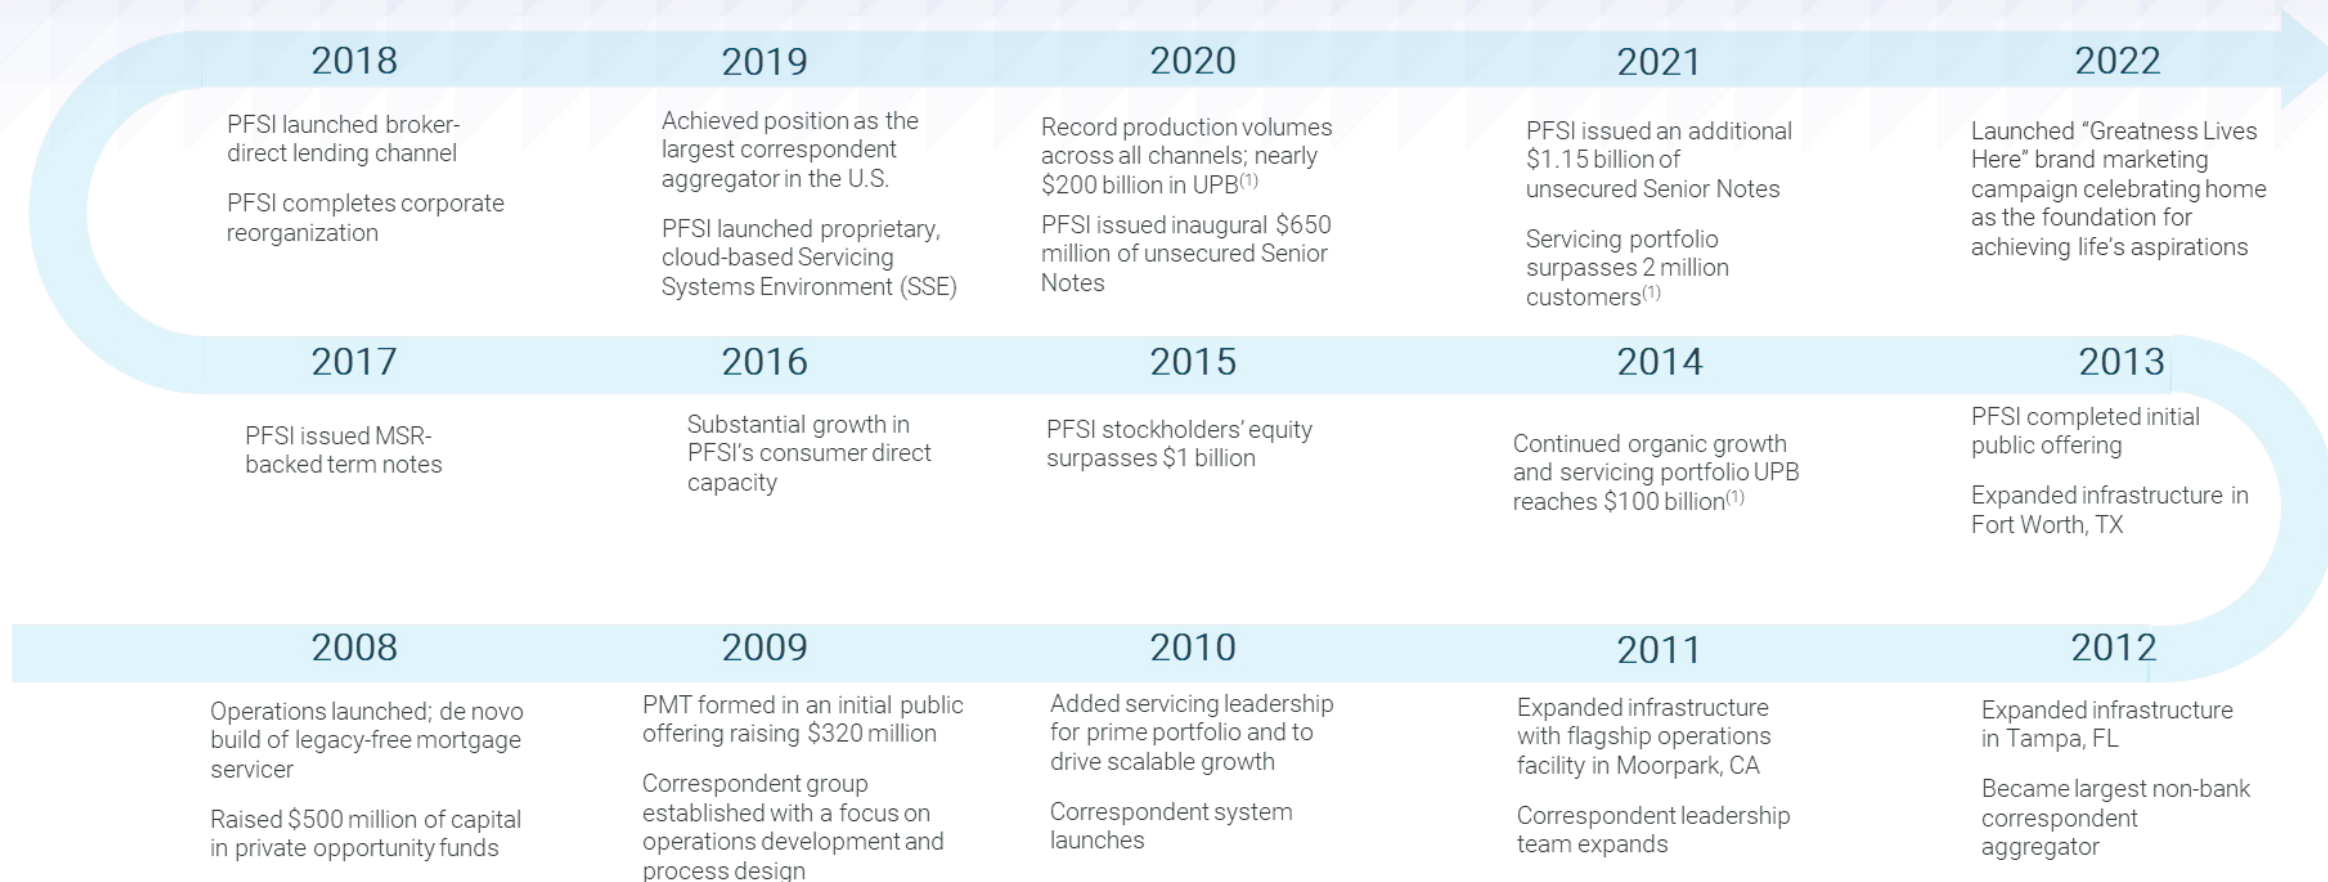 2018
PFSI launched broker-
direct lending channel
PFSI completes corporate
reorganization
2019
Achieved position as the
largest correspondent
aggregator in the U.S.
PFSI launched proprietary,
cloud-based Servicing
Systems Environment (SSE)
2020
Record production volumes
across all channels; nearly
$200 billion in UPB(1)
PFSI issued inaugural $650
million of unsecured Senior
Notes
2021
PFSI issued an additional
$1.15 billion of
unsecured Senior Notes
Servicing portfolio
surpasses 2 million
customers(1)
2022
Launched “Greatness Lives
Here” brand marketing
campaign celebrating home
as the foundation for
achieving life’s aspirations
2017
PFSI issued MSR-
backed term notes
2016
Substantial growth in
PFSI’s consumer direct
capacity
2015
PFSI stockholders’ equity
surpasses $1 billion
2014
Continued organic growth
and servicing portfolio UPB
reaches $100 billion(1)
2013
PFSI completed initial
public offering
Expanded infrastructure in
Fort Worth, TX
2008
Operations launched; de novo
build of legacy-free mortgage
servicer
Raised $500 million of capital
in private opportunity funds
2009
PMT formed in an initial public
offering raising $320 million
Correspondent group
established with a focus on
operations development and
process design
2010
Added servicing leadership
for prime portfolio and to
drive scalable growth
Correspondent system
launches
2011
Expanded infrastructure
with flagship operations
facility in Moorpark, CA
Correspondent leadership
team expands
2012
Expanded infrastructure
in Tampa, FL
Became largest non-bank
correspondent
aggregator